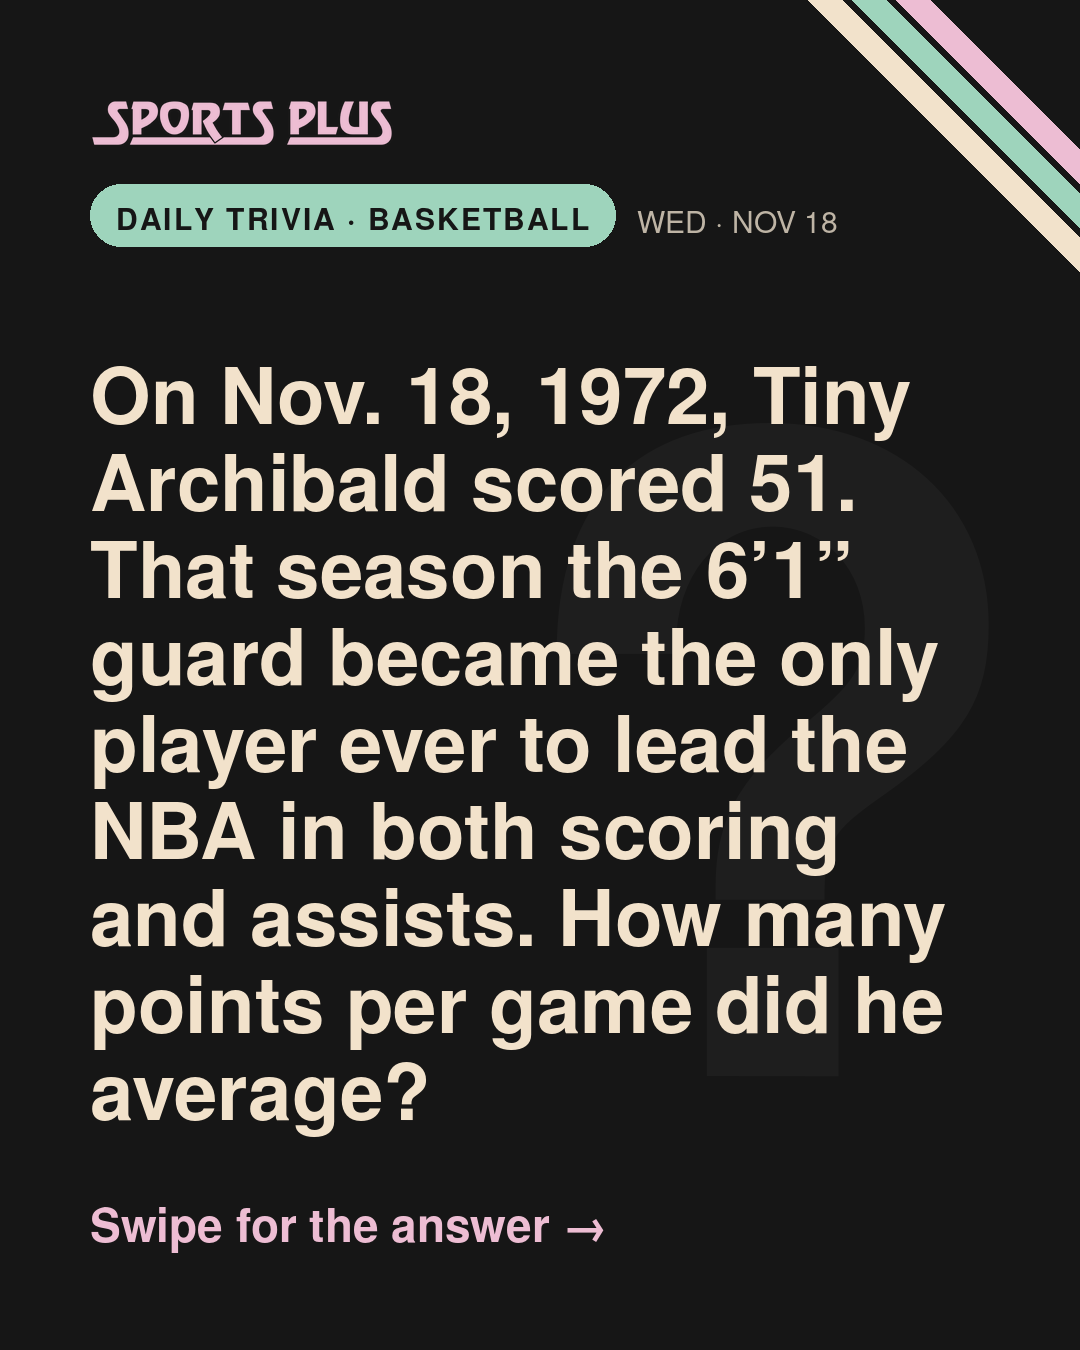 SPORTS PLUS
DAILY TRIVIA · BASKETBALL
WED · NOV 18
On Nov. 18, 1972, Tiny
Archibald scored 51.
That season the 6’1”
guard became the only
player ever to lead the
NBA in both scoring
and assists. How many
points per game did he
average?
Swipe for the answer →